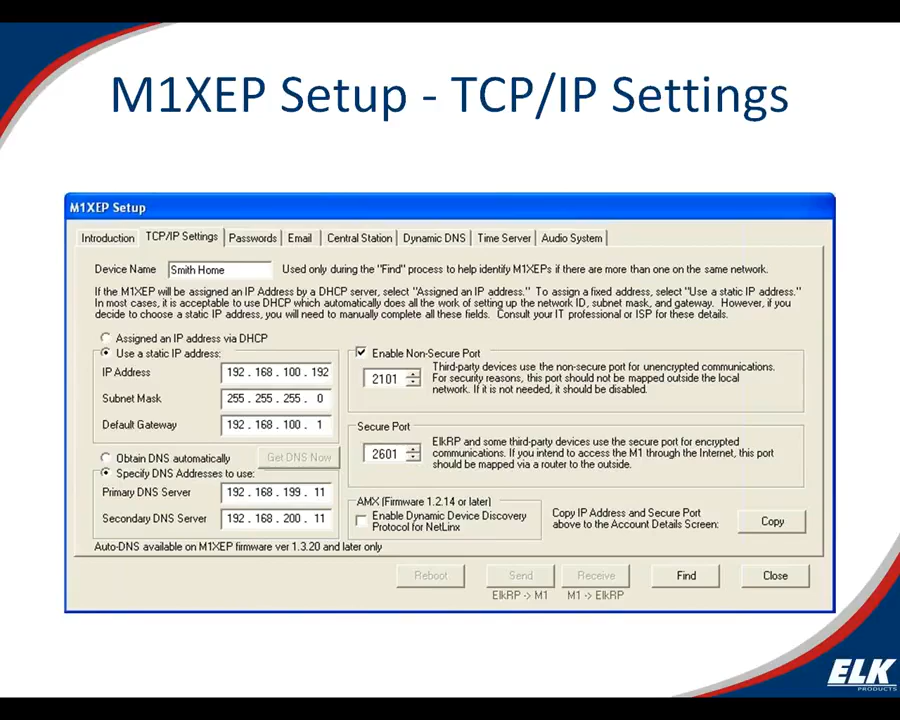 M1XEP Setup - TCP/IP Settings
M1XEP Setup
Introduction TCP/IP Settings Passwords Email Central Station Dynamic DNS Time Server Audio System
Device Name Smith Home Used only during the "Find" process to help identify M1XEPs if there are more than one on the same network.
If the M1XEP will be assigned an IP Address by a DHCP server, select "Assigned an IP address." To assign a fixed address, select "Use a static IP address."
In most cases, it is acceptable to use DHCP which automatically does all the work of setting up the network ID, subnet mask, and gateway. However, if you
decide to choose a static IP address, you will need to manually complete all these fields. Consult your IT professional or ISP for these details.
Assigned an IP address via DHCP
Use a static IP address:
IP Address 192 . 168 . 100 . 192
Subnet Mask 255 . 255 . 255 . 0
Default Gateway 192 . 168 . 100 . 1
Obtain DNS automatically Get DNS Now
Specify DNS Addresses to use:
Primary DNS Server 192 . 168 . 199 . 11
Secondary DNS Server 192 . 168 . 200 . 11
Auto-DNS available on M1XEP firmware ver 1.3.20 and later only
Enable Non-Secure Port
2101
Third-party devices use the non-secure port for unencrypted communications.
For security reasons, this port should not be mapped outside the local
network. If it is not needed, it should be disabled.
Secure Port
2601
ElkRP and some third-party devices use the secure port for encrypted
communications. If you intend to access the M1 through the Internet, this port
should be mapped via a router to the outside.
AMX (Firmware 1.2.14 or later)
Enable Dynamic Device Discovery
Protocol for NetLinx
Copy IP Address and Secure Port
above to the Account Details Screen:
Copy
Reboot Send Receive Find Close
ElkRP -> M1 M1 -> ElkRP
ELK
PRODUCTS